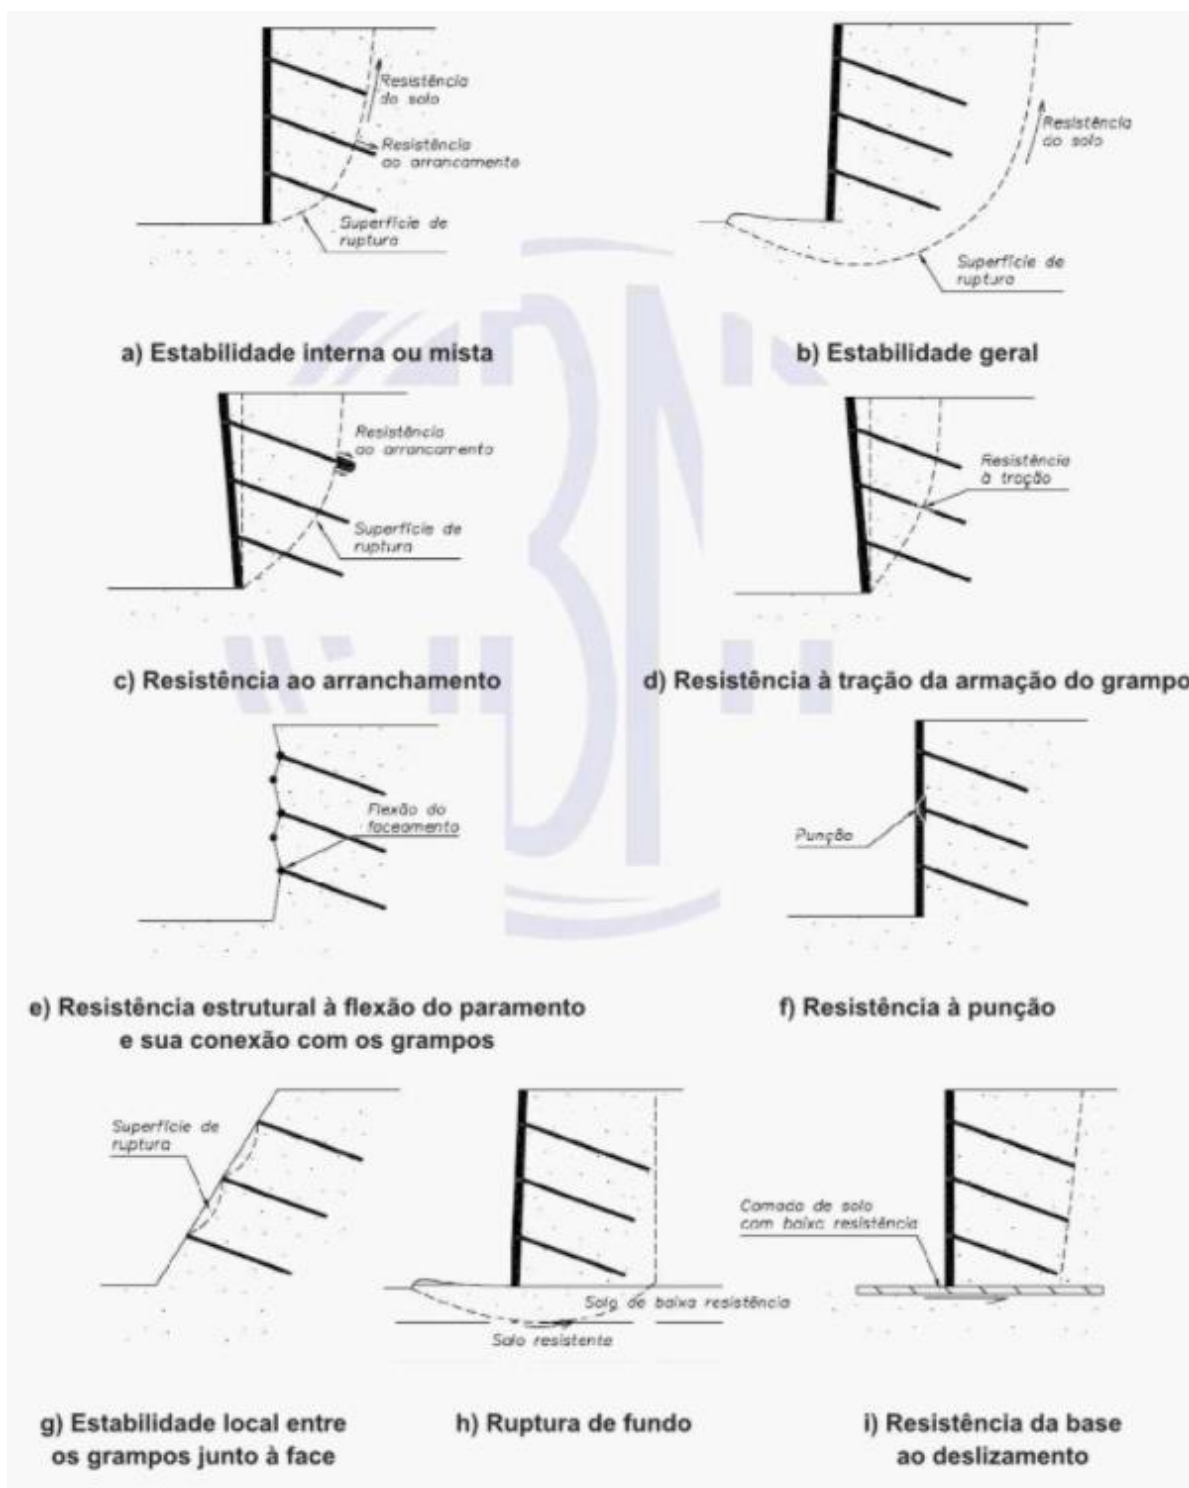 Resistência
do solo
Resistência
ao arrancamento
Superfície de
ruptura
a) Estabilidade interna ou mista
Resistência
do solo
Superfície de
ruptura
b) Estabilidade geral
Resistência
ao arrancamento
Superfície de
ruptura
c) Resistência ao arranchamento
Resistência
à tração
d) Resistência à tração da armação do grampo
Flexão do
faceamento
e) Resistência estrutural à flexão do paramento
e sua conexão com os grampos
Punção
f) Resistência à punção
Superfície de
ruptura
g) Estabilidade local entre
os grampos junto à face
Solo de baixa resistência
Solo resistente
h) Ruptura de fundo
Camada de solo
com baixa resistência
i) Resistência da base
ao deslizamento